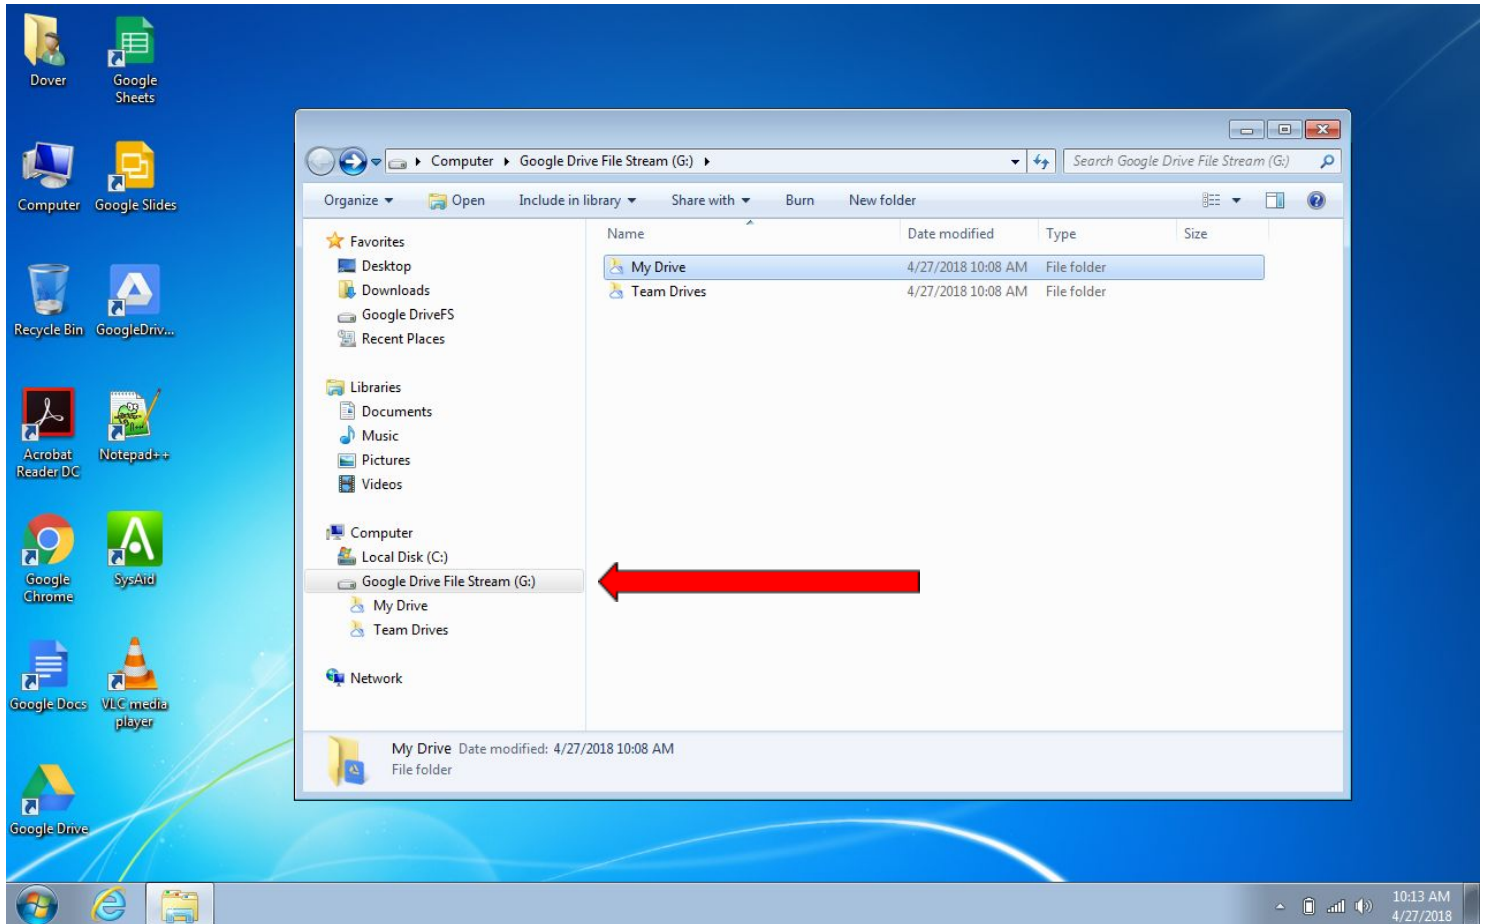 Dover
Google
Sheets
Computer
Google Slides
Recycle Bin
GoogleDriv...
Acrobat
Reader DC
Notepad++
Google
Chrome
SysAid
Google Docs
VLC media
player
Google Drive
Computer Google Drive File Stream (G:)
Search Google Drive File Stream (G:)
Organize Open Include in library Share with Burn New folder
Favorites
Desktop
Downloads
Google DriveFS
Recent Places
Libraries
Documents
Music
Pictures
Videos
Computer
Local Disk (C:)
Google Drive File Stream (G:)
My Drive
Team Drives
Network
Name Date modified Type Size
My Drive 4/27/2018 10:08 AM File folder
Team Drives 4/27/2018 10:08 AM File folder
My Drive Date modified: 4/27/2018 10:08 AM
File folder
10:13 AM
4/27/2018